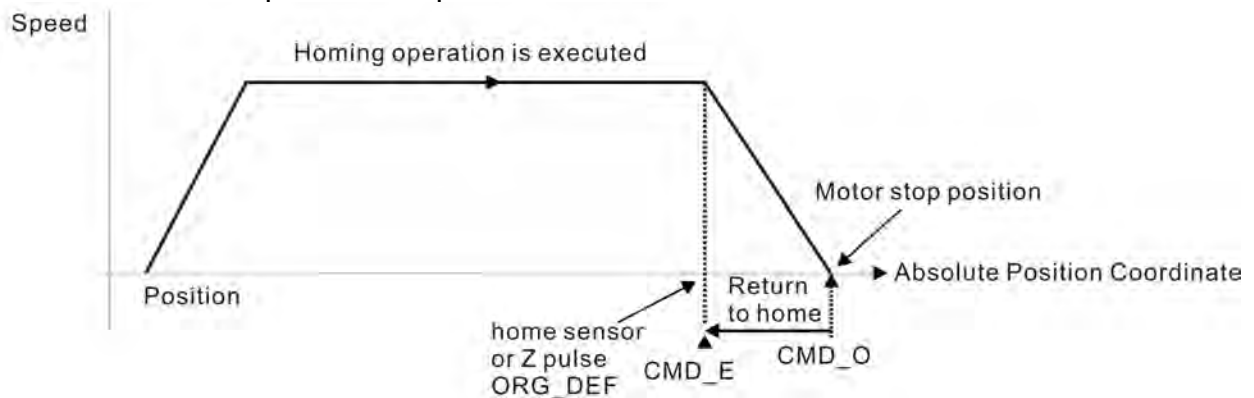 Speed
Homing operation is executed
Motor stop position
Absolute Position Coordinate
Position
Return
to home
home sensor
or Z pulse
ORG_DEF
CMD_E
CMD_O